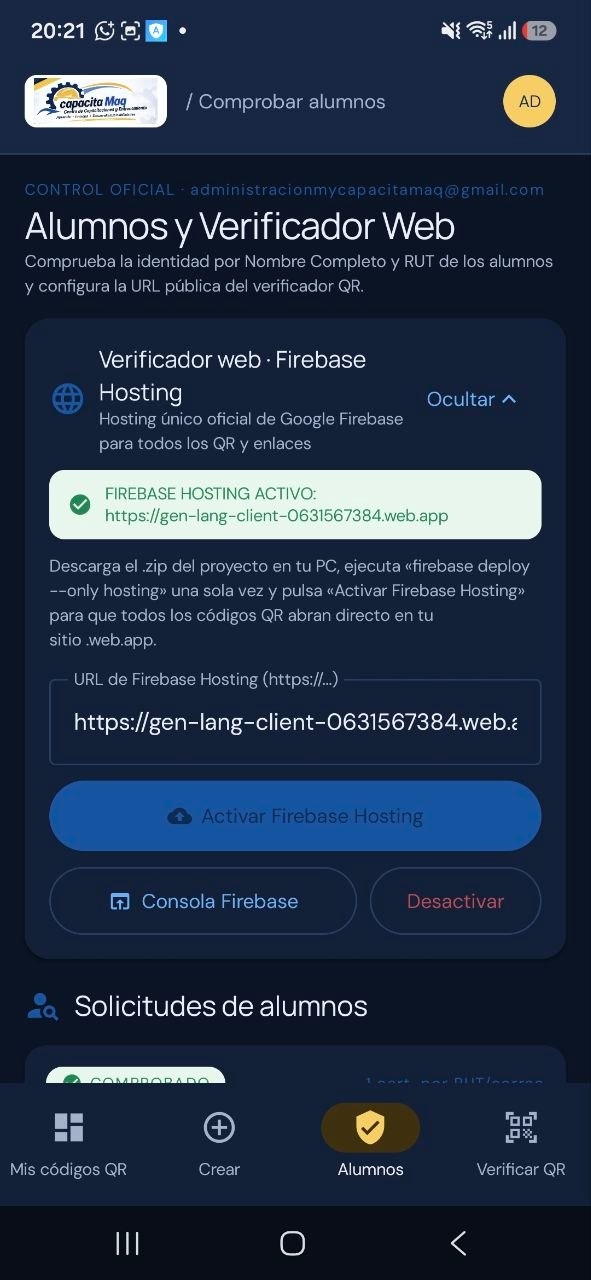 20:21
12
capacita Maq
/ Comprobar alumnos
AD
CONTROL OFICIAL · administracionmycapacitamaq@gmail.com
Alumnos y Verificador Web
Comprueba la identidad por Nombre Completo y RUT de los alumnos
y configura la URL pública del verificador QR.
Verificador web · Firebase
Hosting
Ocultar
Hosting único oficial de Google Firebase
para todos los QR y enlaces
FIREBASE HOSTING ACTIVO:
https://gen-lang-client-0631567384.web.app
Descarga el .zip del proyecto en tu PC, ejecuta «firebase deploy
--only hosting» una sola vez y pulsa «Activar Firebase Hosting»
para que todos los códigos QR abran directo en tu
sitio .web.app.
URL de Firebase Hosting (https://...)
https://gen-lang-client-0631567384.web.a
Activar Firebase Hosting
Consola Firebase
Desactivar
Solicitudes de alumnos
COMPROBADO
1 cert. por RUT/correo
Mis códigos QR
Crear
Alumnos
Verificar QR